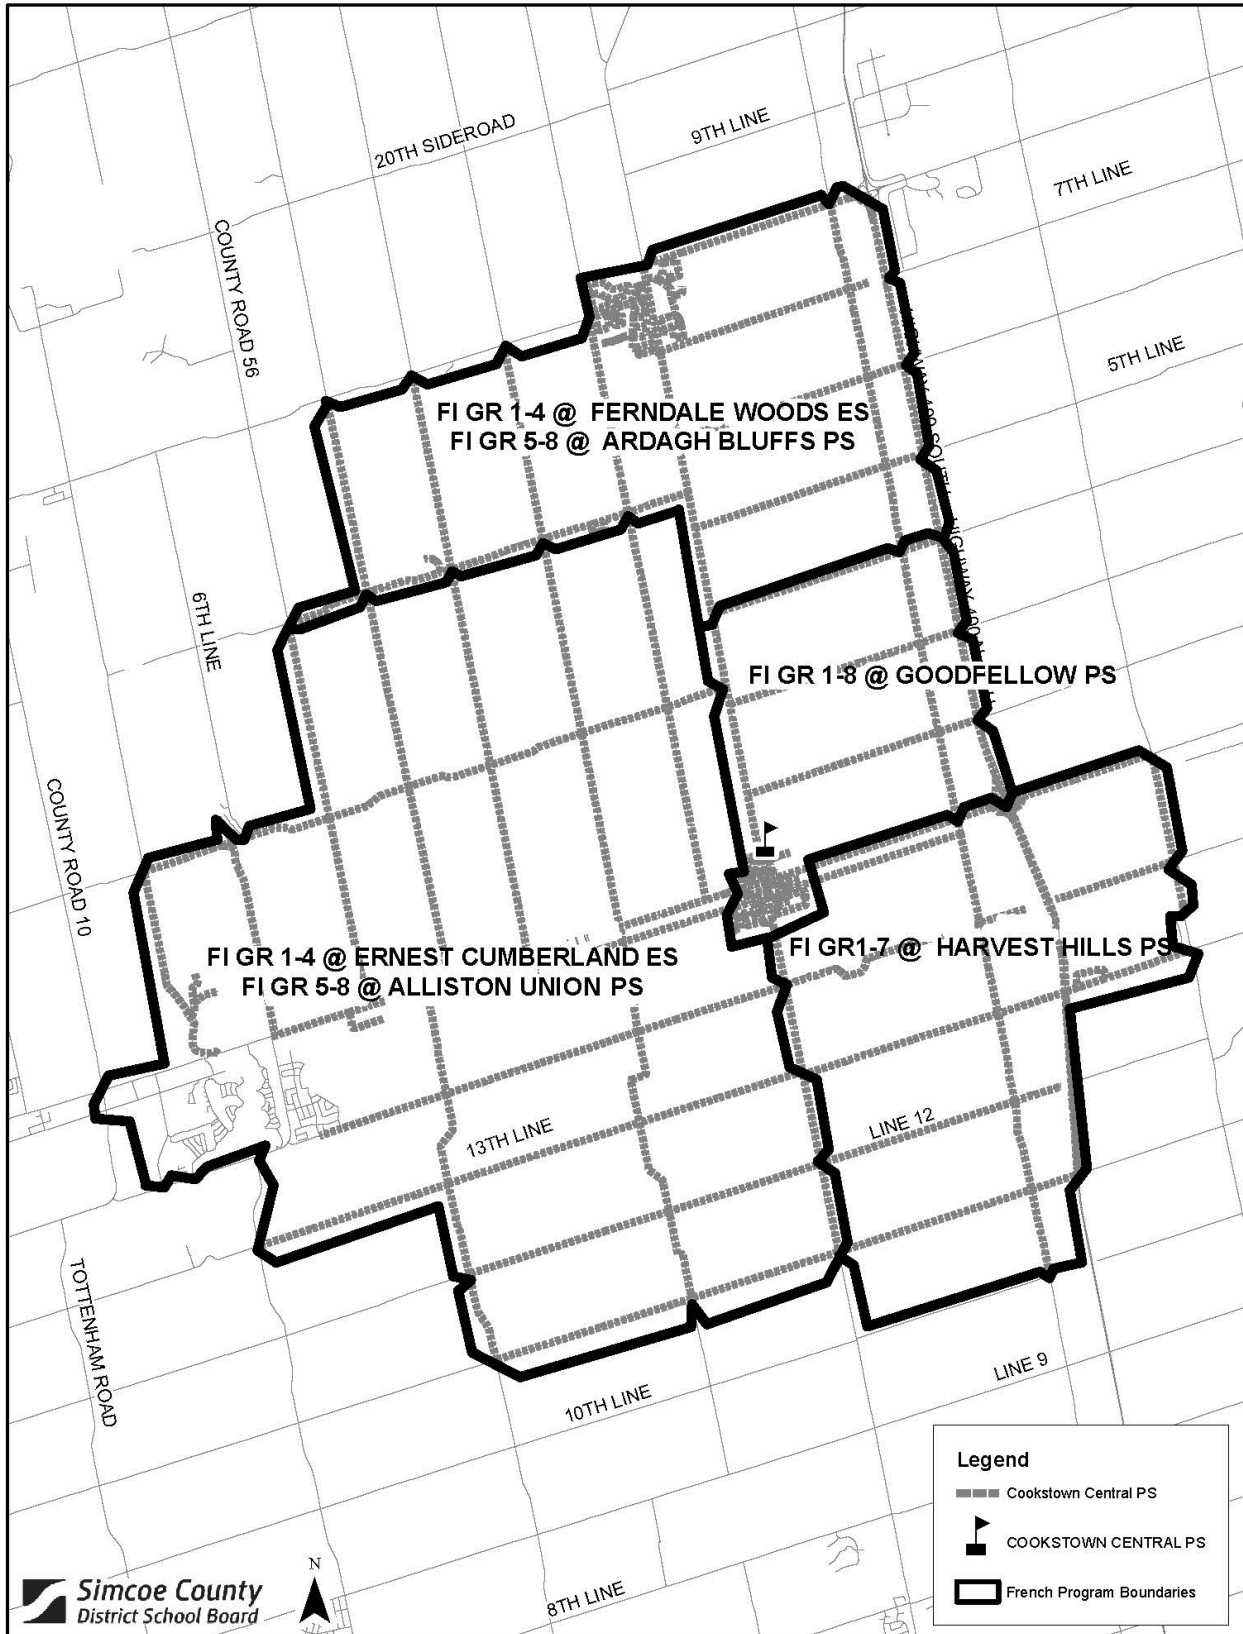 20TH SIDEROAD
9TH LINE
7TH LINE
COUNTY ROAD 56
5TH LINE
HIGHWAY 400 SOUTH
FI GR 1-4 @ FERNDALE WOODS ES
FI GR 5-8 @ ARDAGH BLUFFS PS
6TH LINE
FI GR 1-8 @ GOODFELLOW PS
COUNTY ROAD 10
FI GR 1-4 @ ERNEST CUMBERLAND ES
FI GR 5-8 @ ALLISTON UNION PS
FI GR1-7 @ HARVEST HILLS PS
13TH LINE
LINE 12
TOTTENHAM ROAD
10TH LINE
LINE 9
8TH LINE
Legend
Cookstown Central PS
COOKSTOWN CENTRAL PS
French Program Boundaries
N
Simcoe County
District School Board